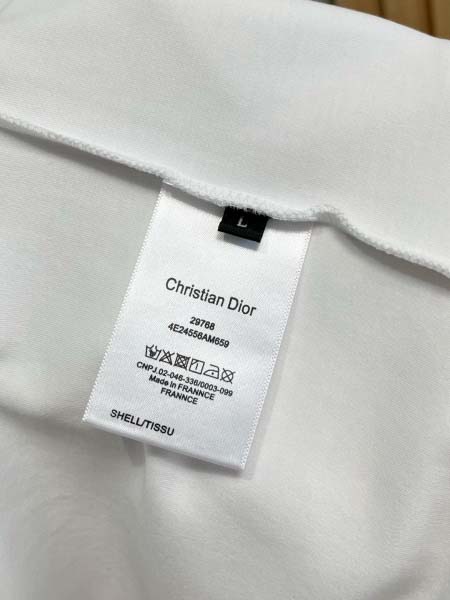 L
Christian Dior
29768
4E24556AM659
CNPJ.02-046-336/0003-099
Made in FRANNCE
FRANNCE
SHELL/TISSU